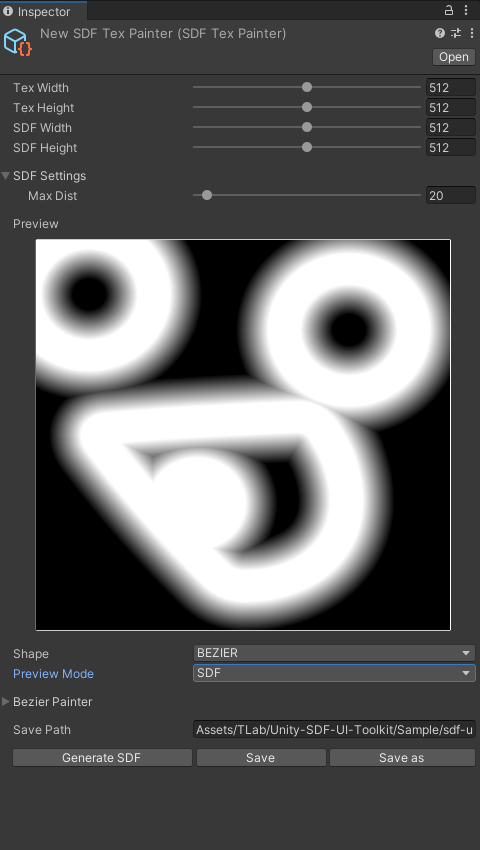 Inspector
New SDF Tex Painter (SDF Tex Painter)
Open
Tex Width 512
Tex Height 512
SDF Width 512
SDF Height 512
SDF Settings
Max Dist 20
Preview
Shape BEZIER
Preview Mode SDF
Bezier Painter
Save Path Assets/TLab/Unity-SDF-UI-Toolkit/Sample/sdf-u
Generate SDF Save Save as